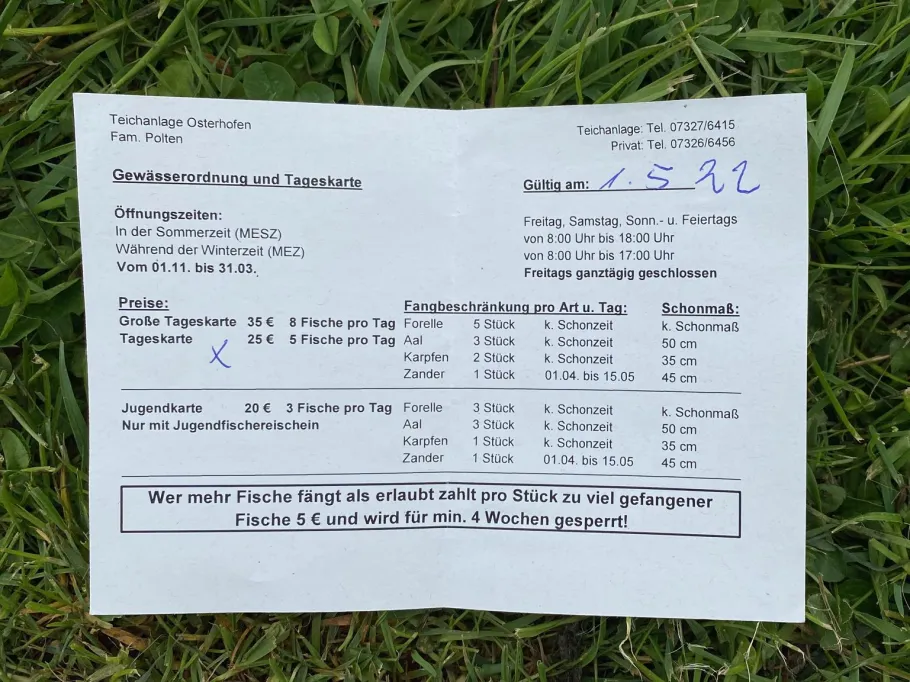 Teichanlage Osterhofen
Fam. Polten
Teichanlage: Tel. 07327/6415
Privat: Tel. 07326/6456
Gewässerordnung und Tageskarte
Gültig am: 1.5 22
Öffnungszeiten:
In der Sommerzeit (MESZ)
Während der Winterzeit (MEZ)
Vom 01.11. bis 31.03.
Freitag, Samstag, Sonn.- u. Feiertags
von 8:00 Uhr bis 18:00 Uhr
von 8:00 Uhr bis 17:00 Uhr
Freitags ganztägig geschlossen
Preise: Fangbeschränkung pro Art u. Tag: Schonmaß:
Große Tageskarte 35 € 8 Fische pro Tag Forelle 5 Stück k. Schonzeit k. Schonmaß
Tageskarte 25 € 5 Fische pro Tag Aal 3 Stück k. Schonzeit 50 cm
X Karpfen 2 Stück k. Schonzeit 35 cm
Zander 1 Stück 01.04. bis 15.05 45 cm
Jugendkarte 20 € 3 Fische pro Tag Forelle 3 Stück k. Schonzeit k. Schonmaß
Nur mit Jugendfischereischein Aal 3 Stück k. Schonzeit 50 cm
Karpfen 1 Stück k. Schonzeit 35 cm
Zander 1 Stück 01.04. bis 15.05 45 cm
Wer mehr Fische fängt als erlaubt zahlt pro Stück zu viel gefangener
Fische 5 € und wird für min. 4 Wochen gesperrt!